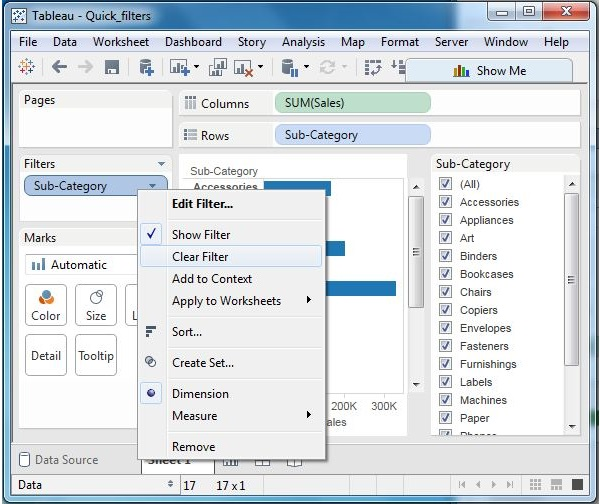 Tableau - Quick_filters
File Data Worksheet Dashboard Story Analysis Map Format Server Window Help
Show Me
Pages
Columns SUM(Sales)
Rows Sub-Category
Filters
Sub-Category
Marks
Automatic
Color Size L
Detail Tooltip
Edit Filter...
Show Filter
Clear Filter
Add to Context
Apply to Worksheets
Sort...
Create Set...
Dimension
Measure
Remove
Sub-Category
Accessories
200K 300K
ales
Sub-Category
(All)
Accessories
Appliances
Art
Binders
Bookcases
Chairs
Copiers
Envelopes
Fasteners
Furnishings
Labels
Machines
Paper
Phones
Data Source Sheet 1
Data 17 17 x 1